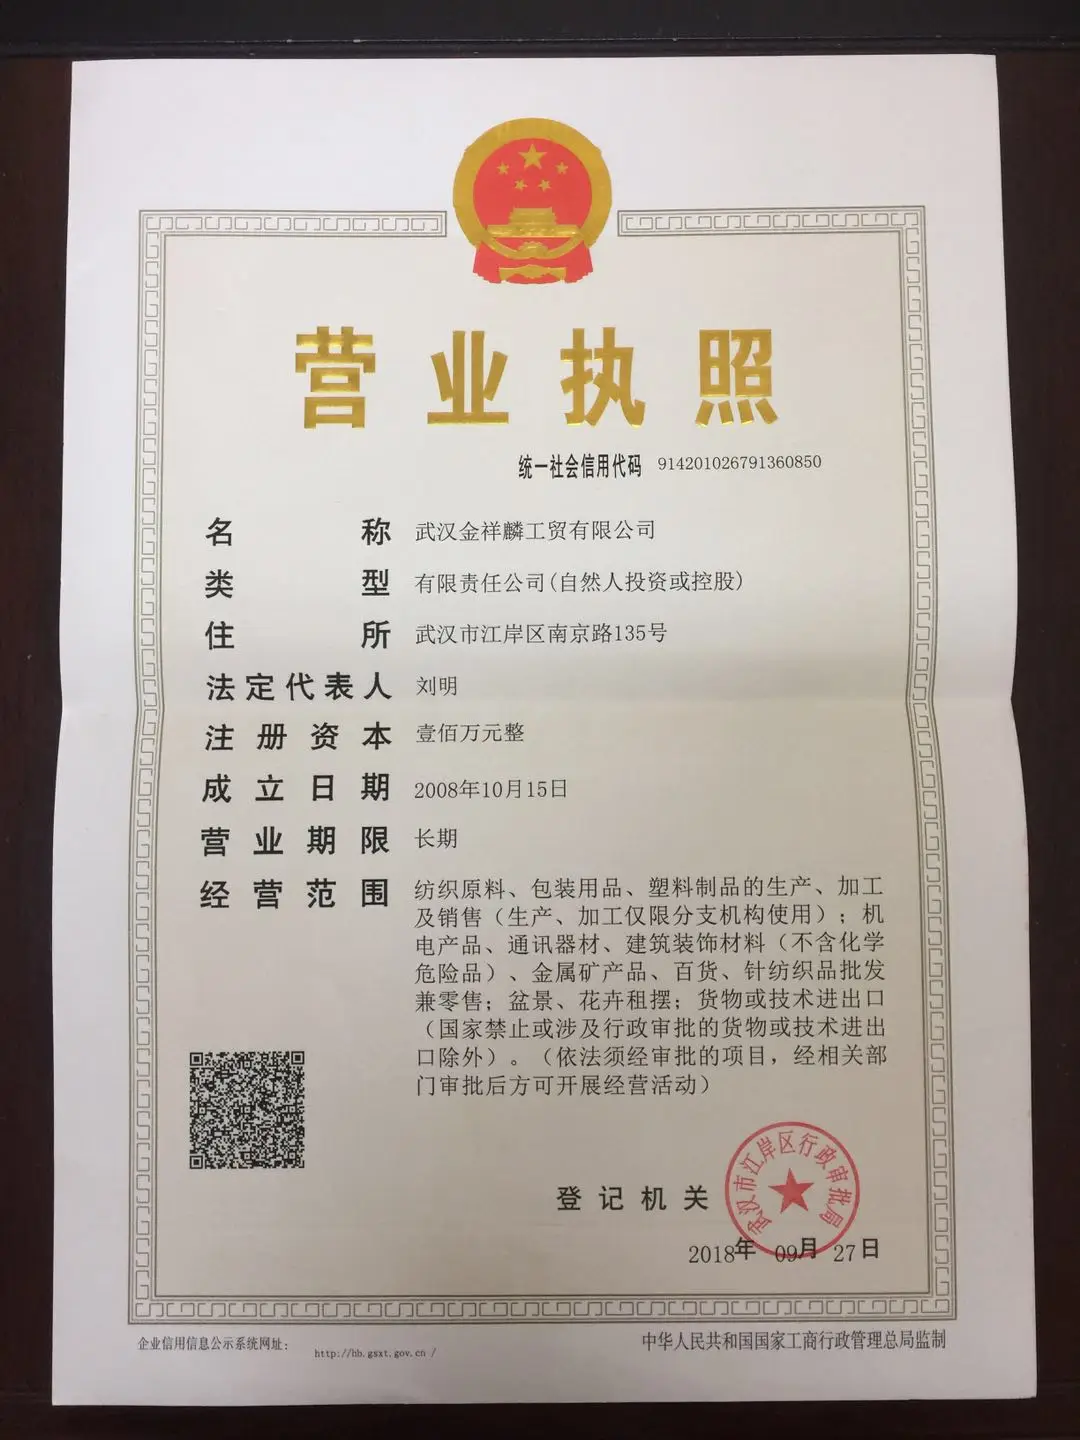 营业执照
统一社会信用代码 914201026791360850
名称 武汉金祥麟工贸有限公司
类型 有限责任公司(自然人投资或控股)
住所 武汉市江岸区南京路135号
法定代表人 刘明
注册资本 壹佰万元整
成立日期 2008年10月15日
营业期限 长期
经营范围 纺织原料、包装用品、塑料制品的生产、加工
及销售（生产、加工仅限分支机构使用）；机
电产品、通讯器材、建筑装饰材料（不含化学
危险品）、金属矿产品、百货、针纺织品批发
兼零售；盆景、花卉租摆；货物或技术进出口
（国家禁止或涉及行政审批的货物或技术进出
口除外）。（依法须经审批的项目，经相关部
门审批后方可开展经营活动）
登记机关
武汉市江岸区行政审批局
2018年 09月 27日
企业信用信息公示系统网址： http://hb.gsxt.gov.cn /
中华人民共和国国家工商行政管理总局监制